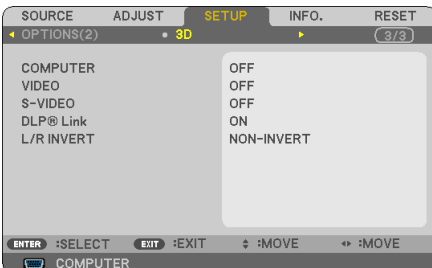 SOURCE ADJUST SETUP INFO. RESET
OPTIONS(2) 3D 3/3
COMPUTER OFF
VIDEO OFF
S-VIDEO OFF
DLP® Link ON
L/R INVERT NON-INVERT
ENTER :SELECT EXIT :EXIT :MOVE :MOVE
COMPUTER